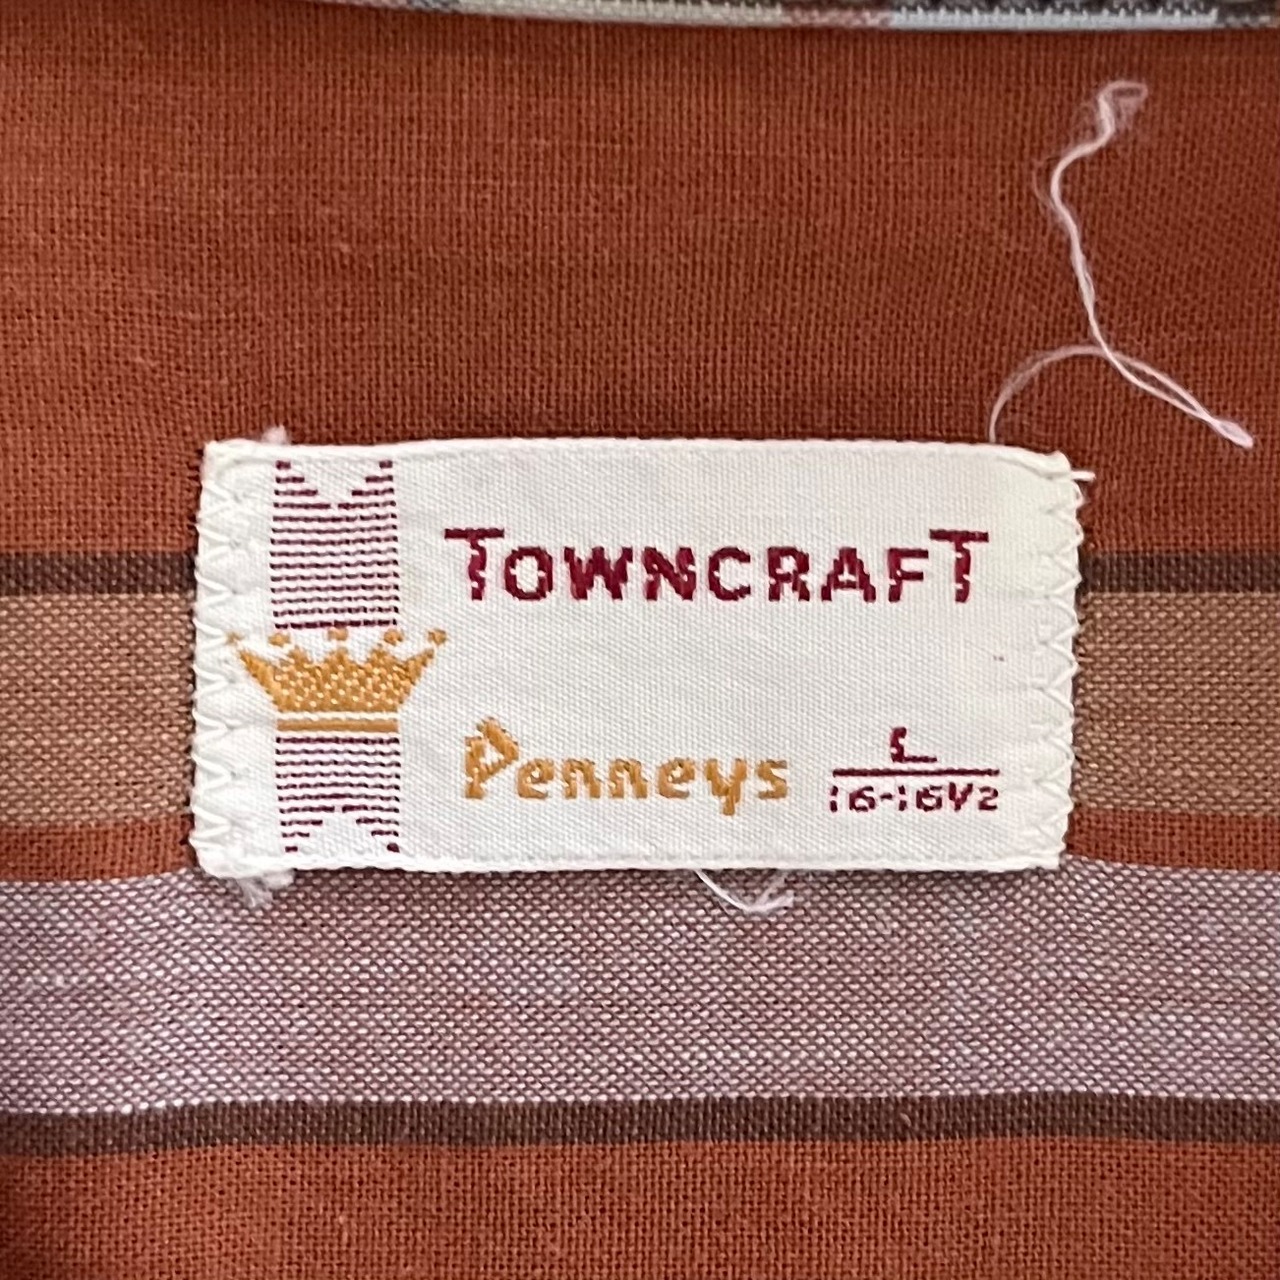 TOWNCRAFT
Penneys L
16-16½